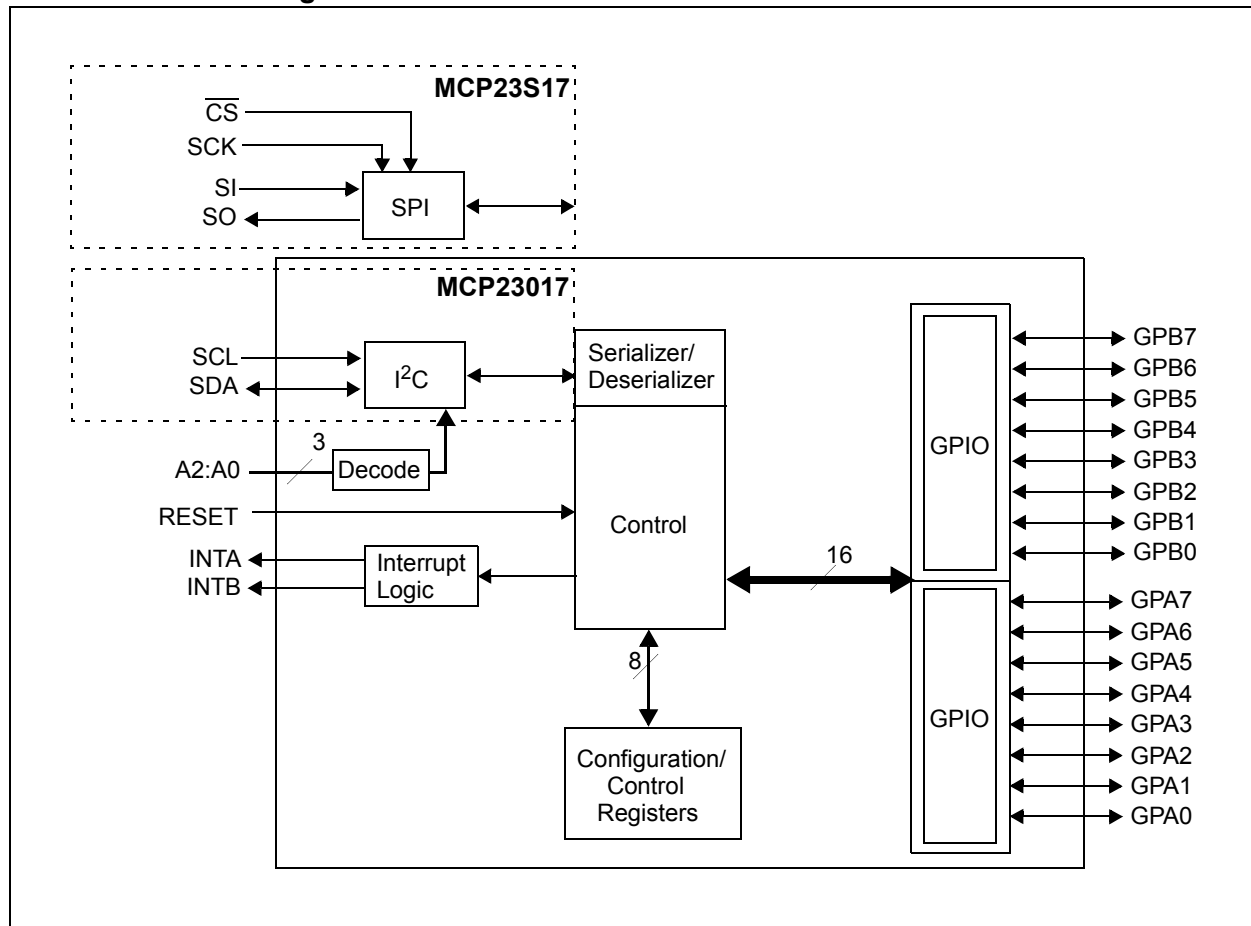 MCP23S17
C̅S̅
SCK
SI
SO
SPI
MCP23017
SCL
SDA
I²C
Serializer/
Deserializer
A2:A0
3
Decode
RESET
Control
INTA
INTB
Interrupt
Logic
16
8
Configuration/
Control
Registers
GPIO
GPB7
GPB6
GPB5
GPB4
GPB3
GPB2
GPB1
GPB0
GPIO
GPA7
GPA6
GPA5
GPA4
GPA3
GPA2
GPA1
GPA0